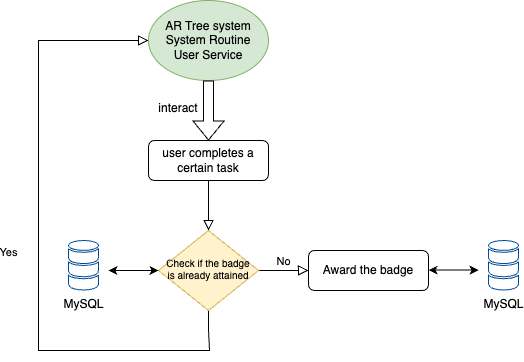 AR Tree system
System Routine
User Service
interact
user completes a
certain task
Yes
Check if the badge
is already attained
No
Award the badge
MySQL
MySQL